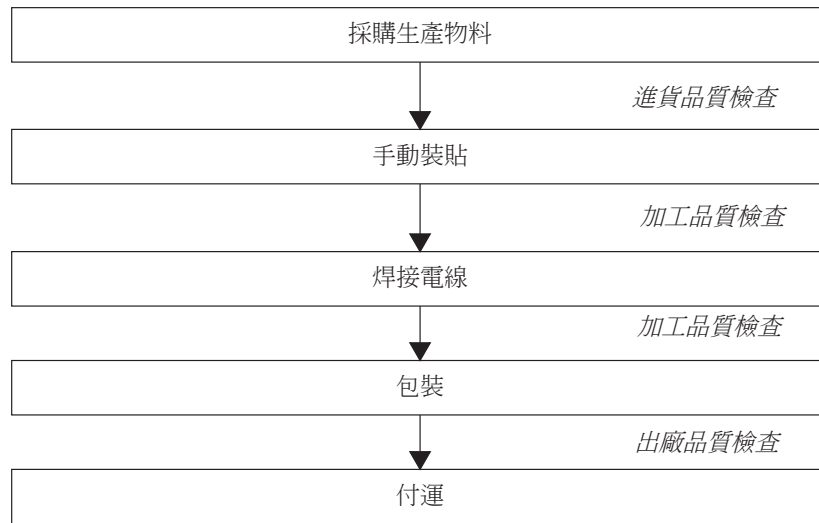 採購生產物料
進貨品質檢查
手動裝貼
加工品質檢查
焊接電線
加工品質檢查
包裝
出廠品質檢查
付運